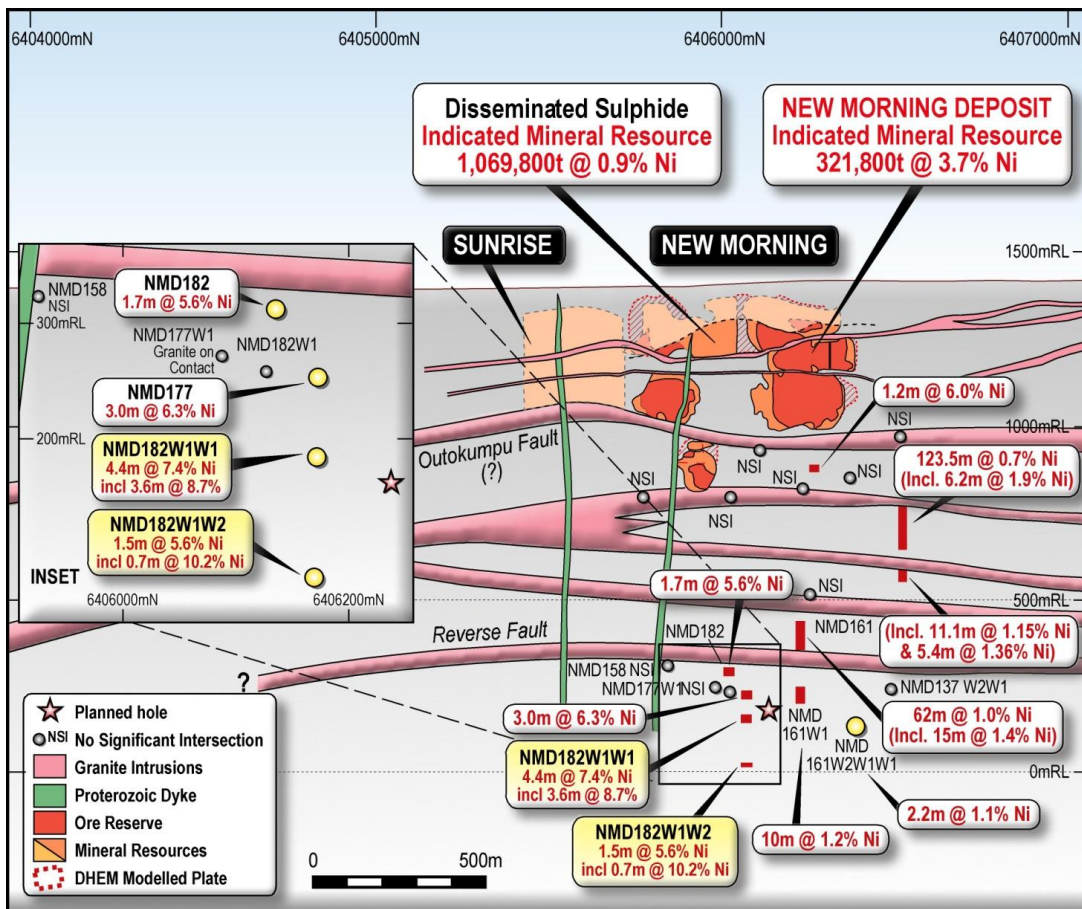 6404000mN
6405000mN
6406000mN
6407000mN
Disseminated Sulphide
Indicated Mineral Resource
1,069,800t @ 0.9% Ni
NEW MORNING DEPOSIT
Indicated Mineral Resource
321,800t @ 3.7% Ni
SUNRISE
NEW MORNING
1500mRL
NMD182
1.7m @ 5.6% Ni
NMD158
NSI
300mRL
NMD177W1
Granite on
Contact
NMD182W1
NMD177
3.0m @ 6.3% Ni
200mRL
NMD182W1W1
4.4m @ 7.4% Ni
incl 3.6m @ 8.7%
NMD182W1W2
1.5m @ 5.6% Ni
incl 0.7m @ 10.2% Ni
INSET
6406000mN
6406200mN
1.2m @ 6.0% Ni
1000mRL
Outokumpu Fault
(?)
NSI
NSI
NSI
NSI
NSI
NSI
123.5m @ 0.7% Ni
(Incl. 6.2m @ 1.9% Ni)
1.7m @ 5.6% Ni
NSI
500mRL
Reverse Fault
NMD182
NMD161
(Incl. 11.1m @ 1.15% Ni
& 5.4m @ 1.36% Ni)
?
NMD158 NSI
NMD177W1NSI
NMD137 W2W1
3.0m @ 6.3% Ni
NMD
161W1
62m @ 1.0% Ni
(Incl. 15m @ 1.4% Ni)
NMD
161W2W1W1
NMD182W1W1
4.4m @ 7.4% Ni
incl 3.6m @ 8.7%
0mRL
2.2m @ 1.1% Ni
10m @ 1.2% Ni
NMD182W1W2
1.5m @ 5.6% Ni
incl 0.7m @ 10.2% Ni
Planned hole
NSI No Significant Intersection
Granite Intrusions
Proterozoic Dyke
Ore Reserve
Mineral Resources
DHEM Modelled Plate
0
500m